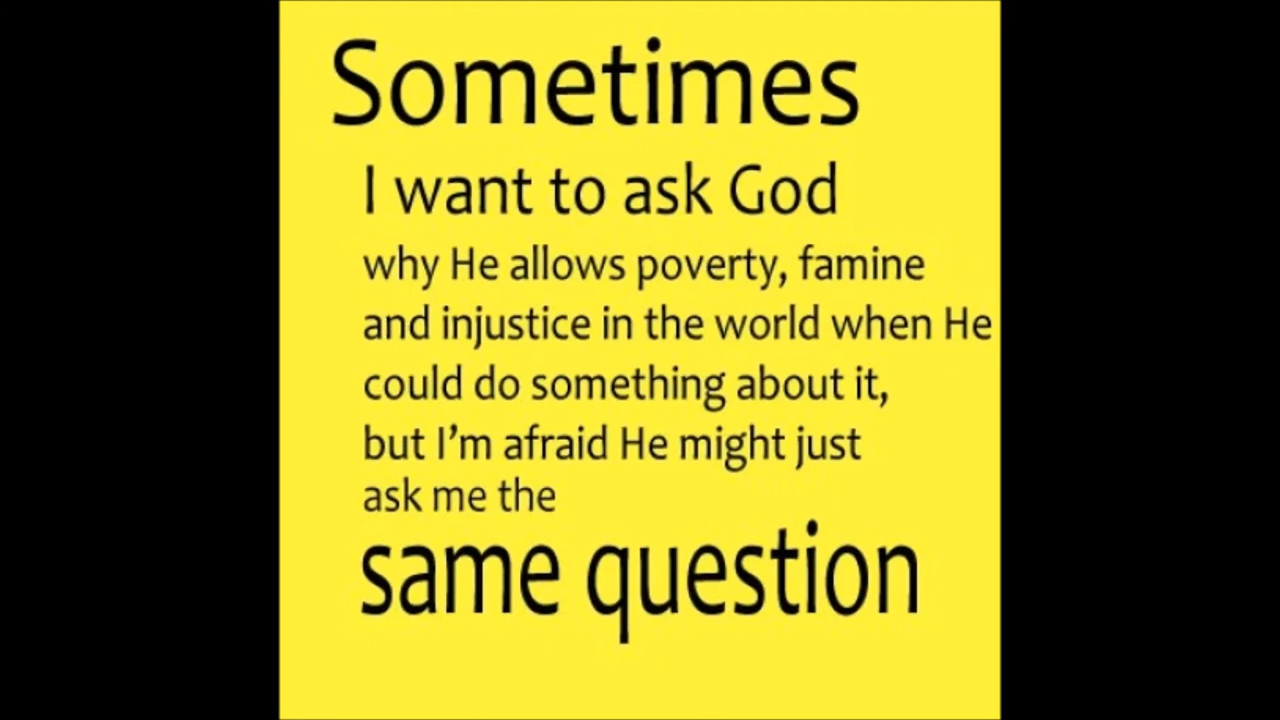 Sometimes
I want to ask God
why He allows poverty, famine
and injustice in the world when He
could do something about it,
but I’m afraid He might just
ask me the
same question